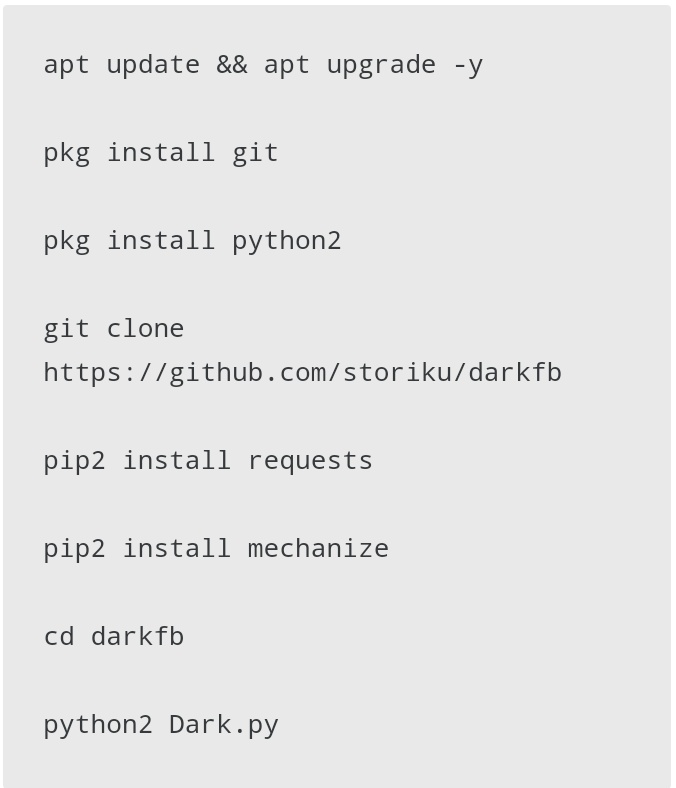 apt update && apt upgrade -y
pkg install git
pkg install python2
git clone
https://github.com/storiku/darkfb
pip2 install requests
pip2 install mechanize
cd darkfb
python2 Dark.py